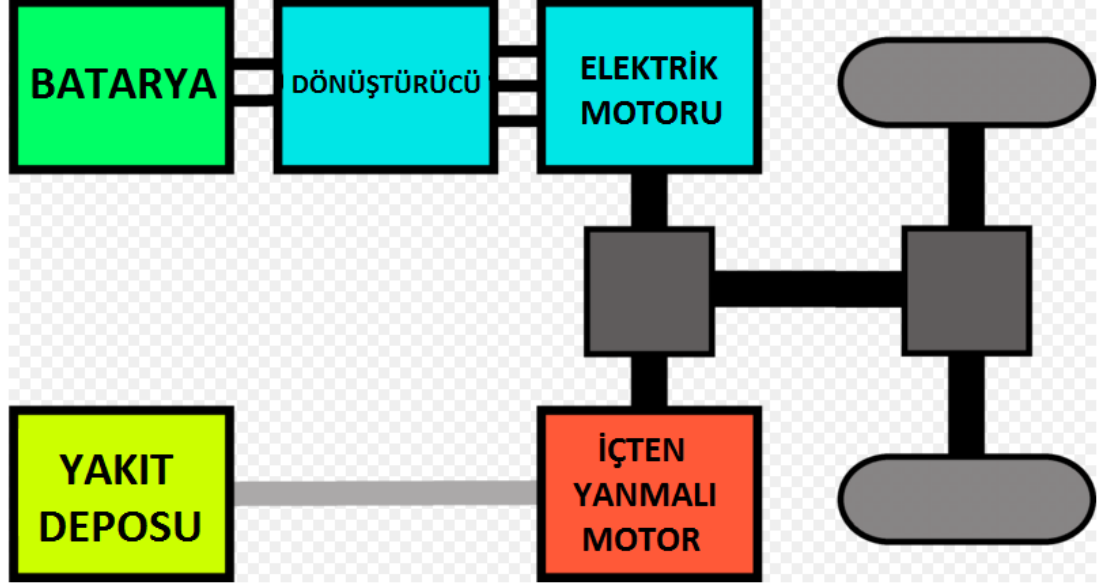 BATARYA
DÖNÜŞTÜRÜCÜ
ELEKTRİK
MOTORU
YAKIT
DEPOSU
İÇTEN
YANMALI
MOTOR